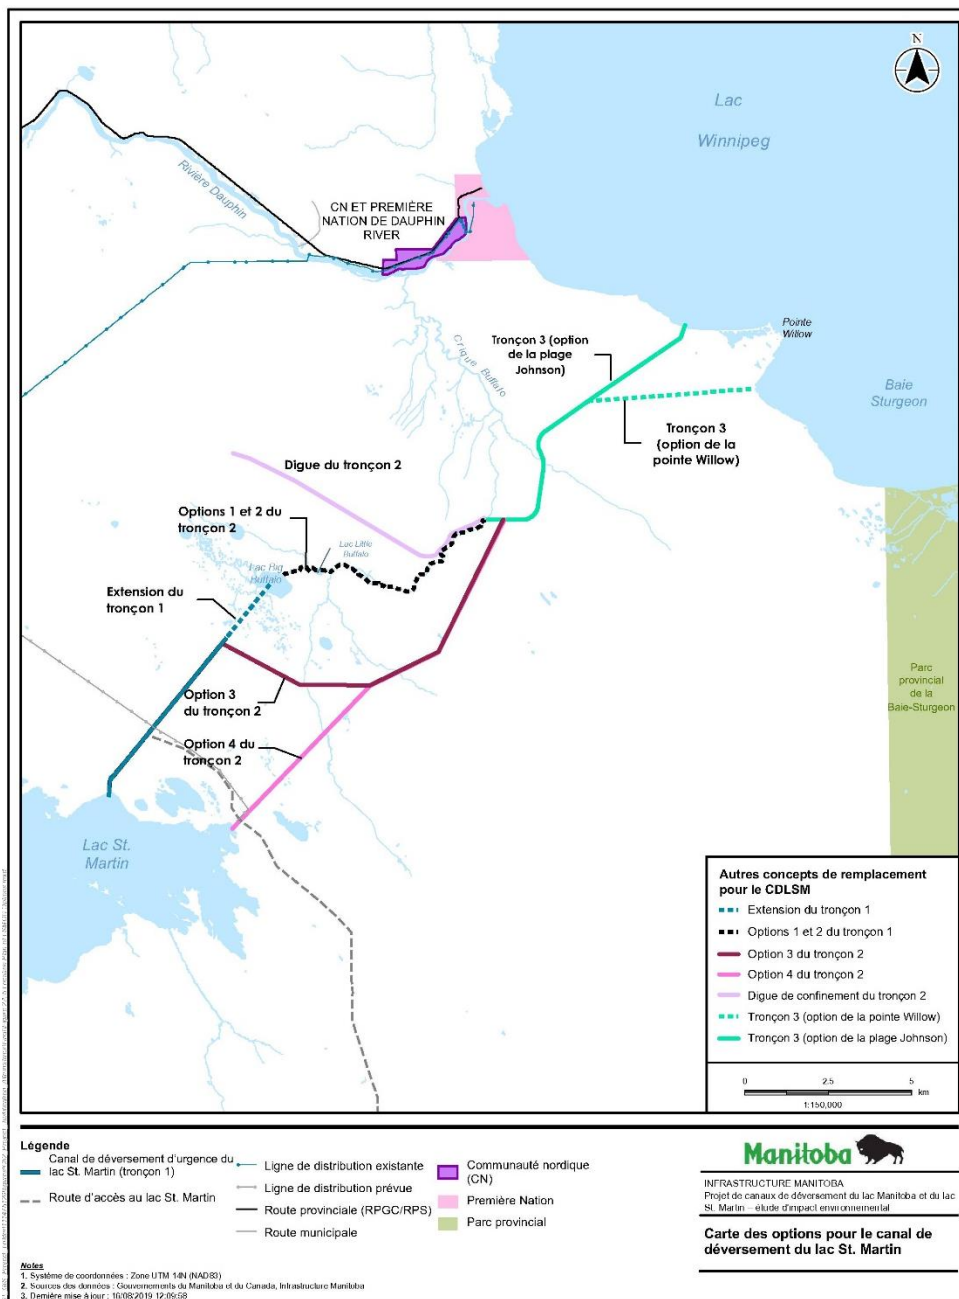 N
Lac
Winnipeg
Rivière Dauphin
CN ET PREMIÈRE
NATION DE DAUPHIN
RIVER
Crique Buffalo
Tronçon 3 (option
de la plage
Johnson)
Pointe
Willow
Baie
Sturgeon
Tronçon 3
(option de la
pointe Willow)
Digue du tronçon 2
Options 1 et 2 du
tronçon 2
Lac Little
Buffalo
Lac Big
Buffalo
Extension du
tronçon 1
Option 3
du tronçon 2
Option 4 du
tronçon 2
Parc
provincial
de la
Baie-Sturgeon
Lac St.
Martin
Autres concepts de remplacement
pour le CDLSM
Extension du tronçon 1
Options 1 et 2 du tronçon 1
Option 3 du tronçon 2
Option 4 du tronçon 2
Digue de confinement du tronçon 2
Tronçon 3 (option de la pointe Willow)
Tronçon 3 (option de la plage Johnson)
0 2.5 5
km
1:150,000
Légende
Canal de déversement d'urgence du
lac St. Martin (tronçon 1)
Route d'accès au lac St. Martin
Ligne de distribution existante
Ligne de distribution prévue
Route provinciale (RPGC/RPS)
Route municipale
Communauté nordique
(CN)
Première Nation
Parc provincial
Manitoba
INFRASTRUCTURE MANITOBA
Projet de canaux de déversement du lac Manitoba et du lac
St. Martin – étude d'impact environnemental
Carte des options pour le canal de
déversement du lac St. Martin
Notes
1. Système de coordonnées : Zone UTM 14N (NAD83)
2. Sources des données : Gouvernements du Manitoba et du Canada, Infrastructure Manitoba
3. Dernière mise à jour : 16/08/2019 12:09:58